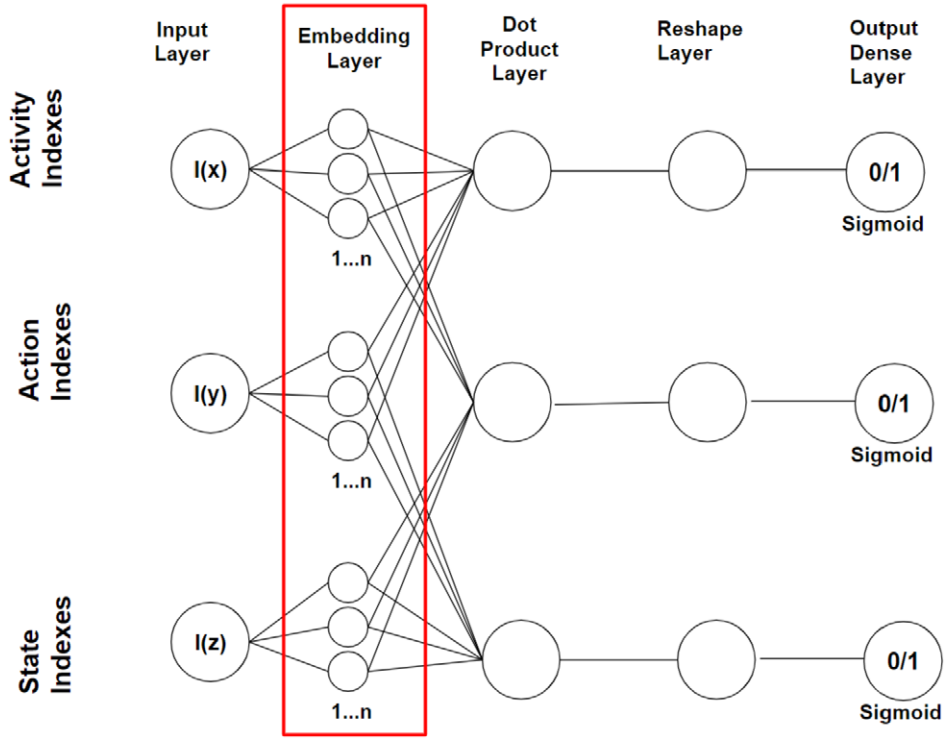 Input
Layer
Embedding
Layer
Dot
Product
Layer
Reshape
Layer
Output
Dense
Layer
Activity
Indexes
I(x)
1...n
0/1
Sigmoid
Action
Indexes
I(y)
1...n
0/1
Sigmoid
State
Indexes
I(z)
1...n
0/1
Sigmoid